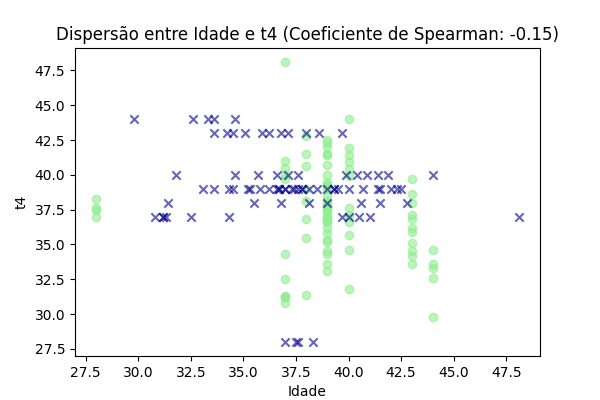 Dispersão entre Idade e t4 (Coeficiente de Spearman: -0.15)
47.5
45.0
42.5
40.0
37.5
35.0
32.5
30.0
27.5
t4
27.5 30.0 32.5 35.0 37.5 40.0 42.5 45.0 47.5
Idade